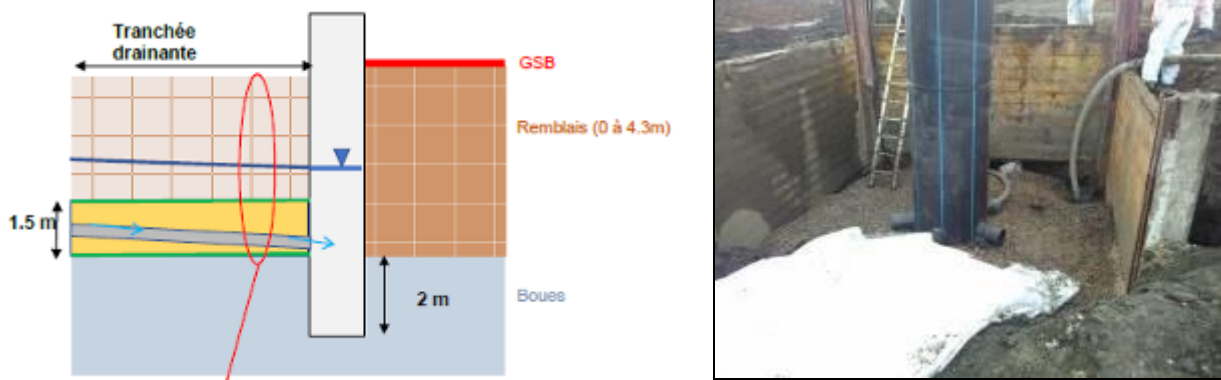 Tranchée
drainante
GSB
Remblais (0 à 4.3m)
1.5 m
2 m
Boues